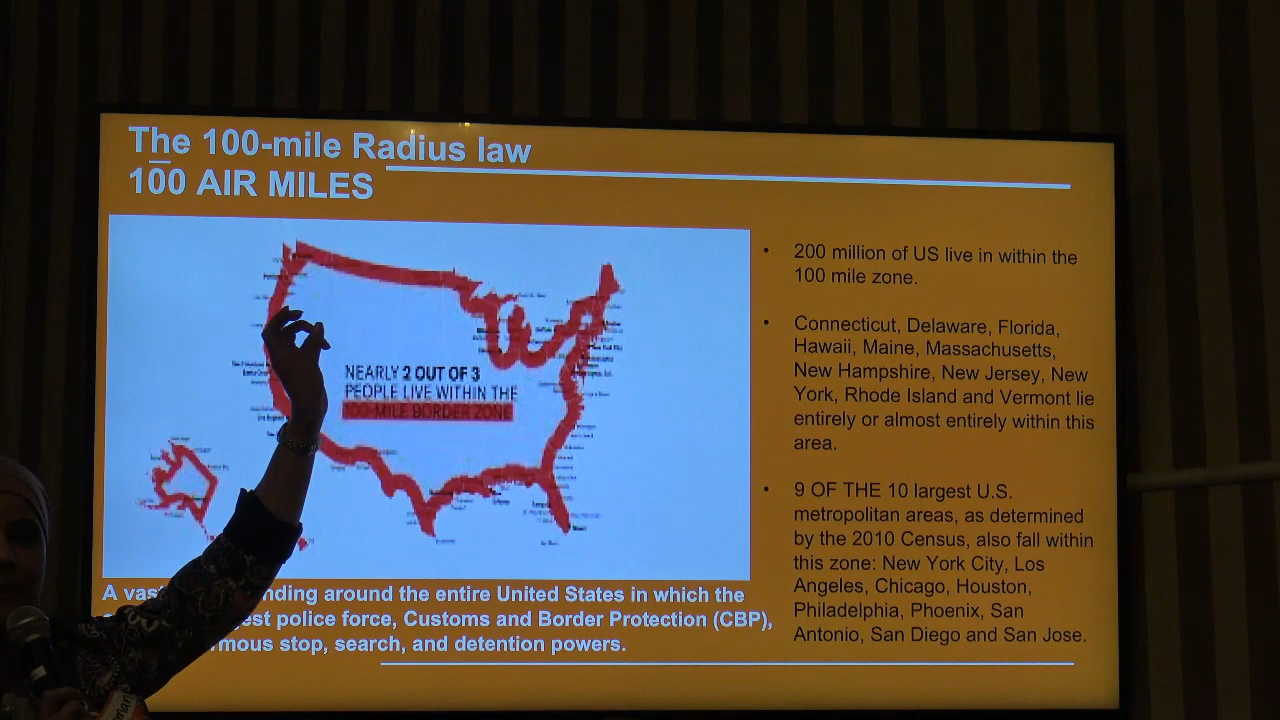 The 100-mile Radius law
100 AIR MILES
NEARLY 2 OUT OF 3
PEOPLE LIVE WITHIN THE
100-MILE BORDER ZONE
A nding around the entire United States in which the
police force, Customs and Border Protection (CBP),
stop, search, and detention powers.
• 200 million of US live in within the
100 mile zone.
• Connecticut, Delaware, Florida,
Hawaii, Maine, Massachusetts,
New Hampshire, New Jersey, New
York, Rhode Island and Vermont lie
entirely or almost entirely within this
area.
• 9 OF THE 10 largest U.S.
metropolitan areas, as determined
by the 2010 Census, also fall within
this zone: New York City, Los
Angeles, Chicago, Houston,
Philadelphia, Phoenix, San
Antonio, San Diego and San Jose.